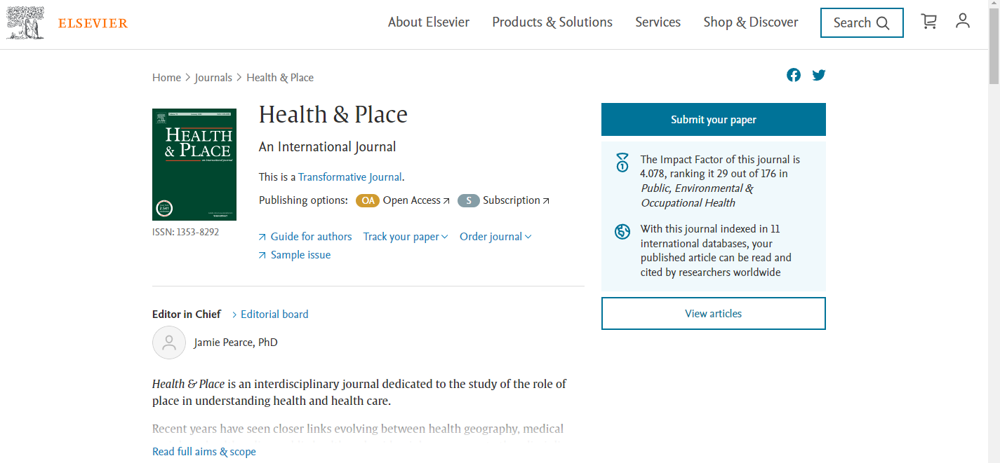 ELSEVIER
About Elsevier
Products & Solutions
Services
Shop & Discover
Search
Home > Journals > Health & Place
HEALTH
& PLACE
an international journal
2.541
ISSN: 1353-8292
Health & Place
An International Journal
This is a Transformative Journal.
Publishing options: OA Open Access S Subscription
Guide for authors Track your paper Order journal
Sample issue
Submit your paper
1
The Impact Factor of this journal is
4.078, ranking it 29 out of 176 in
Public, Environmental &
Occupational Health
With this journal indexed in 11
international databases, your
published article can be read and
cited by researchers worldwide
View articles
Editor in Chief > Editorial board
Jamie Pearce, PhD
Health & Place is an interdisciplinary journal dedicated to the study of the role of
place in understanding health and health care.
Recent years have seen closer links evolving between health geography, medical
Read full aims & scope